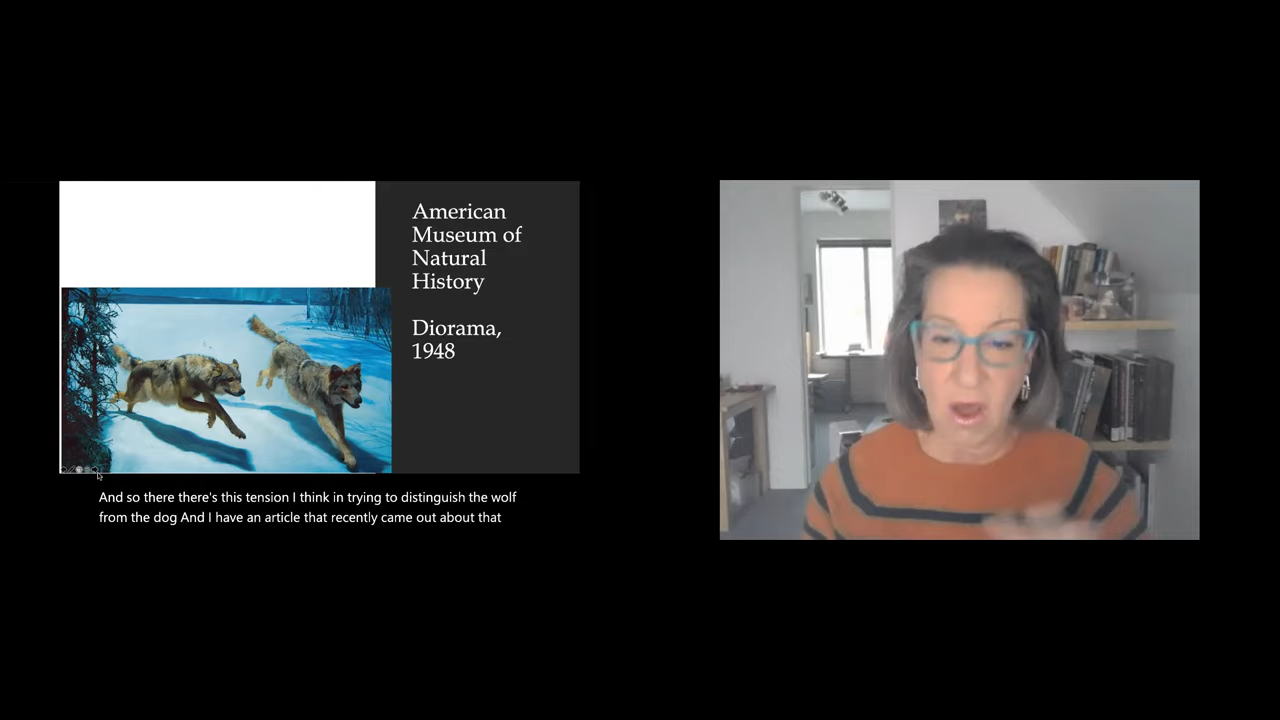 American
Museum of
Natural
History
Diorama,
1948
And so there there's this tension I think in trying to distinguish the wolf
from the dog And I have an article that recently came out about that